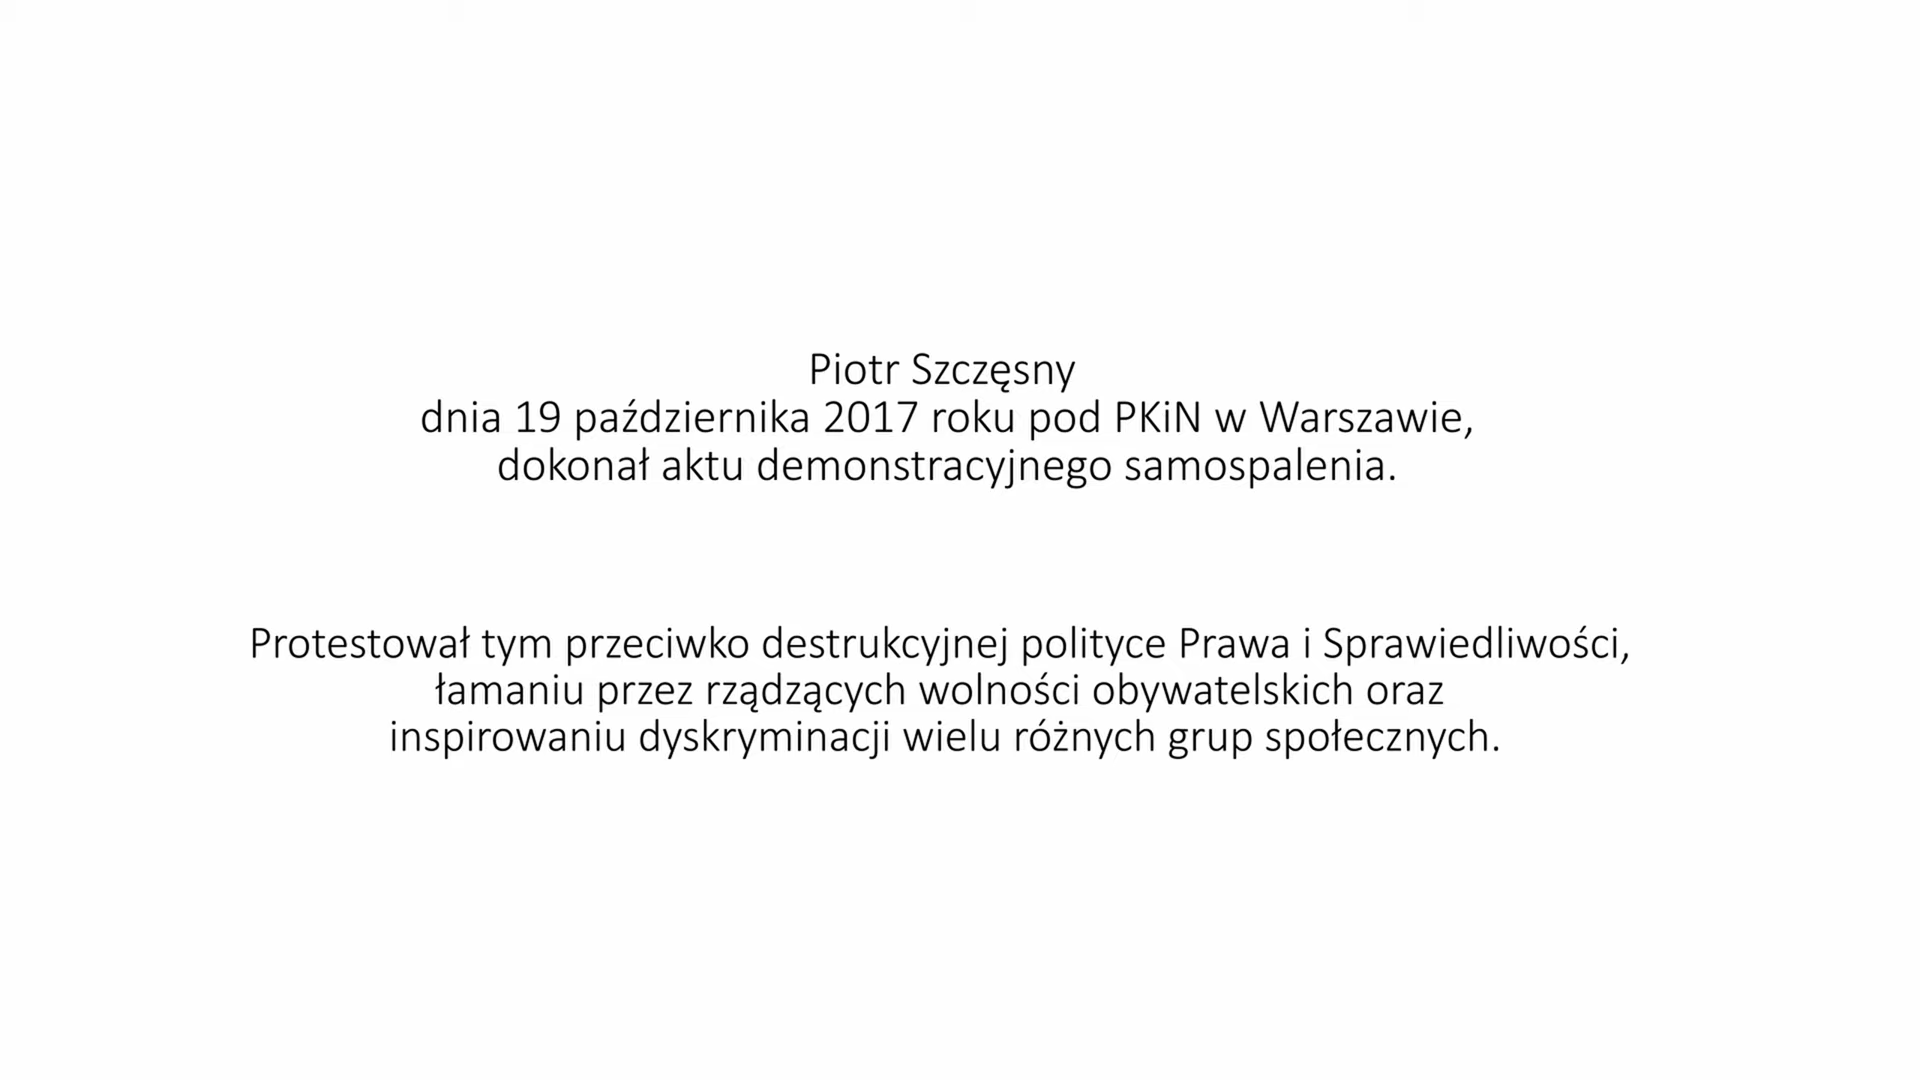 Piotr Szczęsny
dnia 19 października 2017 roku pod PKiN w Warszawie,
dokonał aktu demonstracyjnego samospalenia.
Protestował tym przeciwko destrukcyjnej polityce Prawa i Sprawiedliwości,
łamaniu przez rządzących wolności obywatelskich oraz
inspirowaniu dyskryminacji wielu różnych grup społecznych.